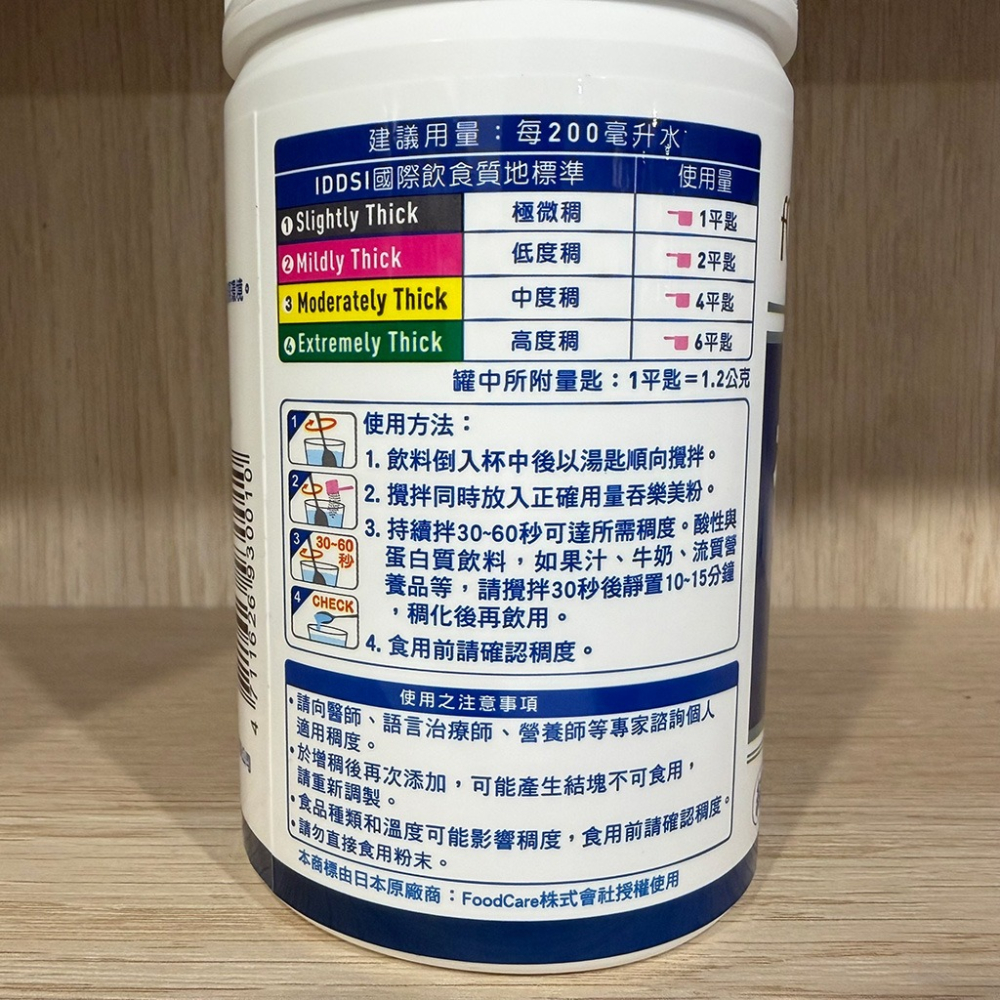 建議用量：每200毫升水
IDDSI國際飲食質地標準 使用量
1 Slightly Thick 極微稠 1平匙
2 Mildly Thick 低度稠 2平匙
3 Moderately Thick 中度稠 4平匙
4 Extremely Thick 高度稠 6平匙
罐中所附量匙：1平匙=1.2公克
使用方法：
1
1. 飲料倒入杯中後以湯匙順向攪拌。
2
2. 攪拌同時放入正確用量吞樂美粉。
3 30~60秒
3. 持續拌30~60秒可達所需稠度。酸性與
蛋白質飲料，如果汁、牛奶、流質營
養品等，請攪拌30秒後靜置10~15分鐘
，稠化後再飲用。
4 CHECK
4. 食用前請確認稠度。
使用之注意事項
•請向醫師、語言治療師、營養師等專家諮詢個人
適用稠度。
•於增稠後再次添加，可能產生結塊不可食用，
請重新調製。
•食品種類和溫度可能影響稠度，食用前請確認稠度。
•請勿直接食用粉末。
本商標由日本原廠商：FoodCare株式會社授權使用
4 711626 930010